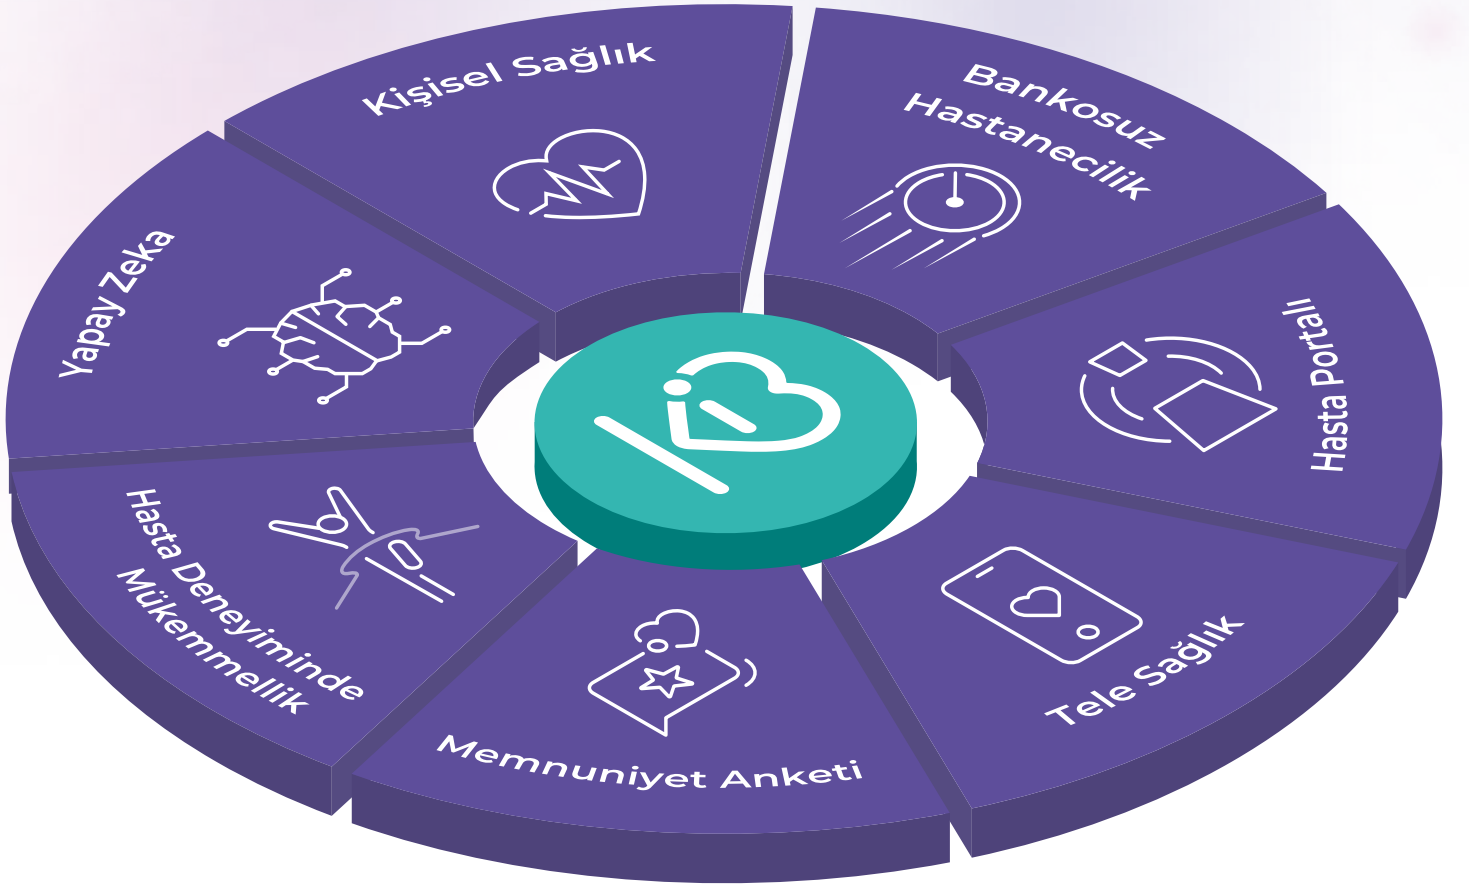 Kişisel Sağlık
Bankosuz
Hastanecilik
Hasta Portalı
Tele Sağlık
Memnuniyet Anketi
Hasta Deneyiminde
Mükemmellik
Yapay Zeka